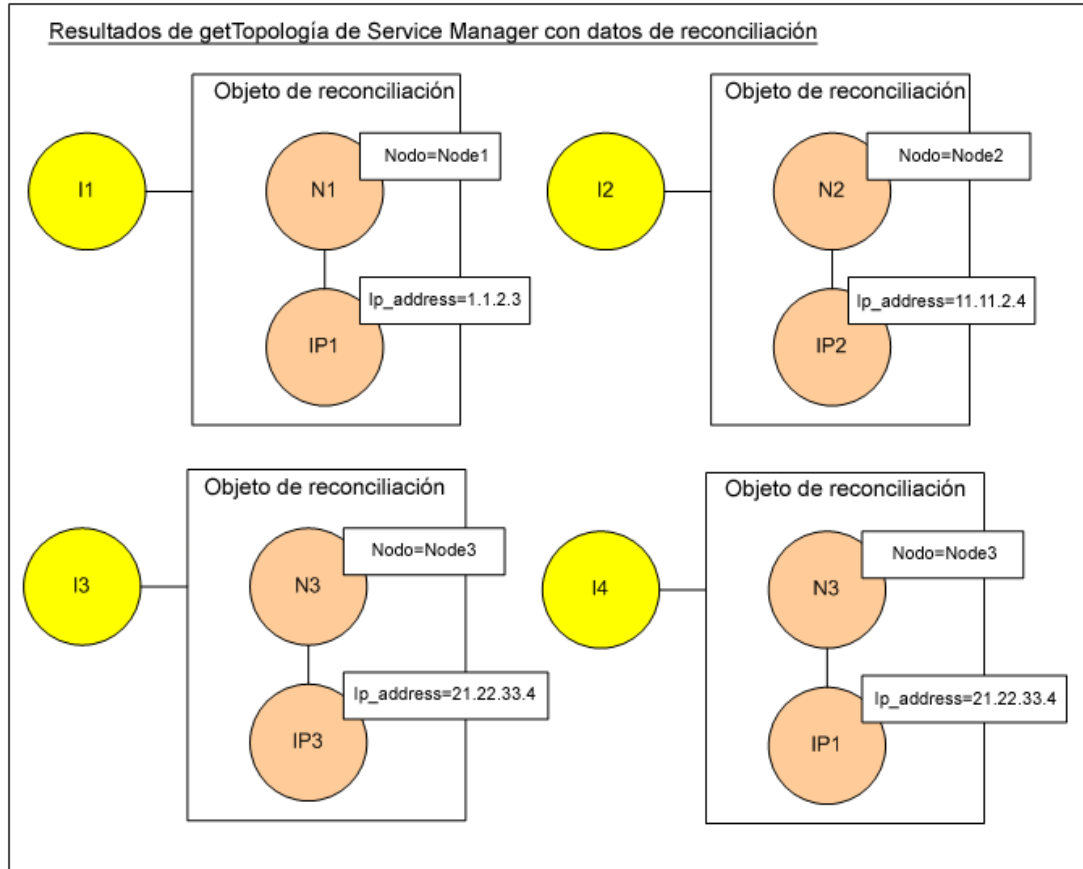 Resultados de getTopología de Service Manager con datos de reconciliación
Objeto de reconciliación
I1
N1
Nodo=Node1
Ip_address=1.1.2.3
IP1
Objeto de reconciliación
I2
N2
Nodo=Node2
Ip_address=11.11.2.4
IP2
Objeto de reconciliación
I3
N3
Nodo=Node3
Ip_address=21.22.33.4
IP3
Objeto de reconciliación
I4
N3
Nodo=Node3
Ip_address=21.22.33.4
IP1